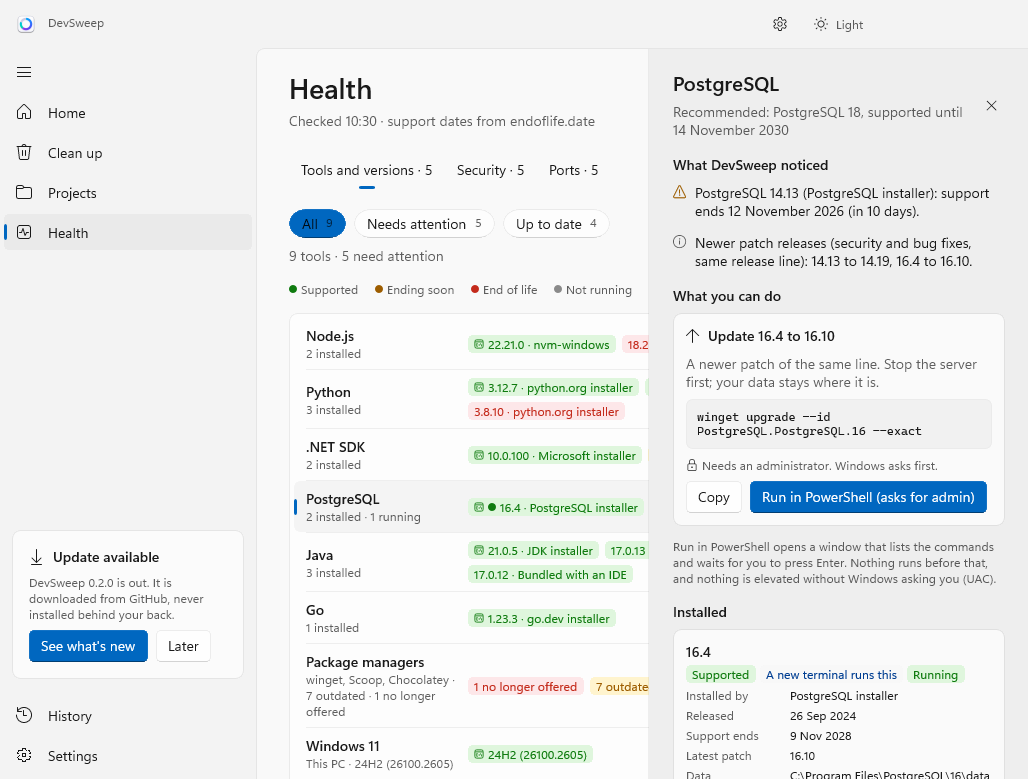 DevSweep
Light
Home
Clean up
Projects
Health
Update available
DevSweep 0.2.0 is out. It is
downloaded from GitHub, never
installed behind your back.
See what's new
Later
History
Settings
Health
Checked 10:30 · support dates from endoflife.date
Tools and versions · 5
Security · 5
Ports · 5
All 9
Needs attention 5
Up to date 4
9 tools · 5 need attention
Supported
Ending soon
End of life
Not running
Node.js
2 installed
22.21.0 · nvm-windows
18.2
Python
3 installed
3.12.7 · python.org installer
3.8.10 · python.org installer
.NET SDK
2 installed
10.0.100 · Microsoft installer
PostgreSQL
2 installed · 1 running
16.4 · PostgreSQL installer
Java
3 installed
21.0.5 · JDK installer
17.0.13
17.0.12 · Bundled with an IDE
Go
1 installed
1.23.3 · go.dev installer
Package managers
winget, Scoop, Chocolatey ·
7 outdated · 1 no longer
offered
1 no longer offered
7 outdate
Windows 11
This PC · 24H2 (26100.2605)
24H2 (26100.2605)
PostgreSQL
Recommended: PostgreSQL 18, supported until
14 November 2030
What DevSweep noticed
PostgreSQL 14.13 (PostgreSQL installer): support
ends 12 November 2026 (in 10 days).
Newer patch releases (security and bug fixes,
same release line): 14.13 to 14.19, 16.4 to 16.10.
What you can do
Update 16.4 to 16.10
A newer patch of the same line. Stop the server
first; your data stays where it is.
winget upgrade --id
PostgreSQL.PostgreSQL.16 --exact
Needs an administrator. Windows asks first.
Copy
Run in PowerShell (asks for admin)
Run in PowerShell opens a window that lists the commands
and waits for you to press Enter. Nothing runs before that,
and nothing is elevated without Windows asking you (UAC).
Installed
16.4
Supported
A new terminal runs this
Running
Installed by PostgreSQL installer
Released 26 Sep 2024
Support ends 9 Nov 2028
Latest patch 16.10
Data C:\Program Files\PostgreSQL\16\data